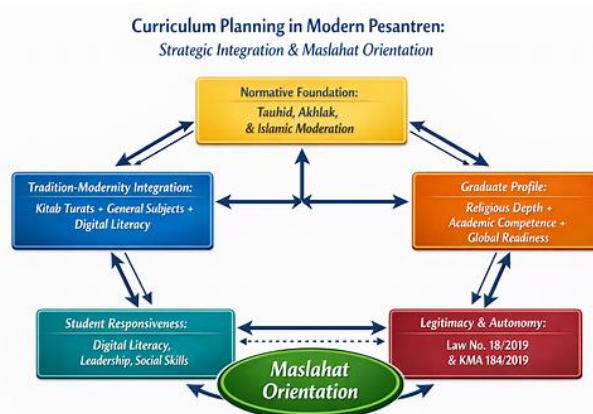 Curriculum Planning in Modern Pesantren:
Strategic Integration & Maslahat Orientation
Normative Foundation:
Tauhid, Akhlak,
& Islamic Moderation
Tradition-Modernity Integration:
Kitab Turats + General Subjects +
Digital Literacy
Graduate Profile:
Religious Depth +
Academic Competence +
Global Readiness
Student Responsiveness:
Digital Literacy,
Leadership, Social Skills
Legitimacy & Autonomy:
Law No. 18/2019
& KMA 184/2019
Maslahat
Orientation